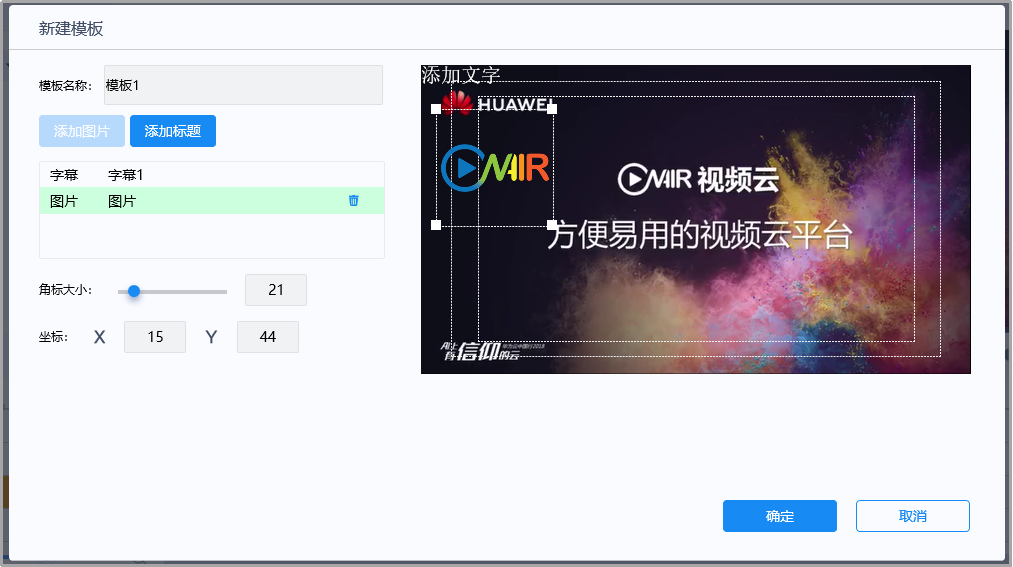 新建模板
模板名称： 模板1
添加图片 添加标题
字幕 字幕1
图片 图片
角标大小： 21
坐标： X 15 Y 44
添加文字
HUAWEI
MIR
MIR 视频云
方便易用的视频云平台
信仰
的云
确定 取消